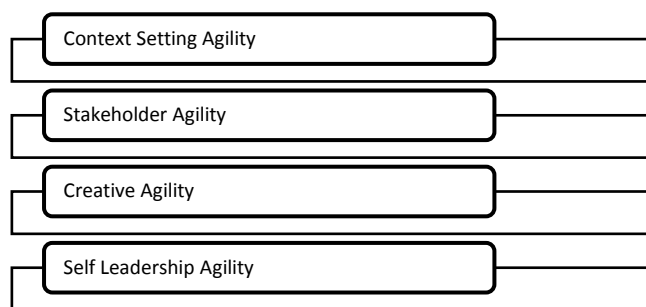 Context Setting Agility
Stakeholder Agility
Creative Agility
Self Leadership Agility